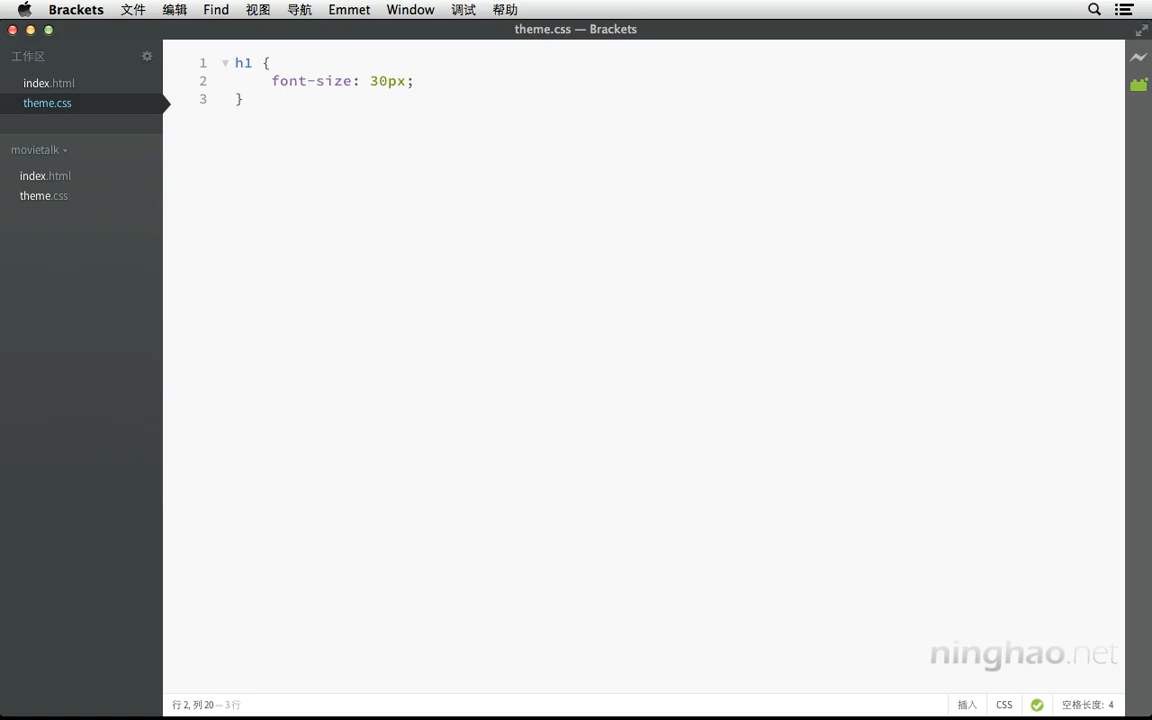 Brackets 文件 编辑 Find 视图 导航 Emmet Window 调试 帮助
theme.css — Brackets
工作区
index.html
theme.css
movietalk
index.html
theme.css
1 h1 {
2 font-size: 30px;
3 }
ninghao.net
行 2, 列 20 — 3 行
插入 CSS 空格长度: 4